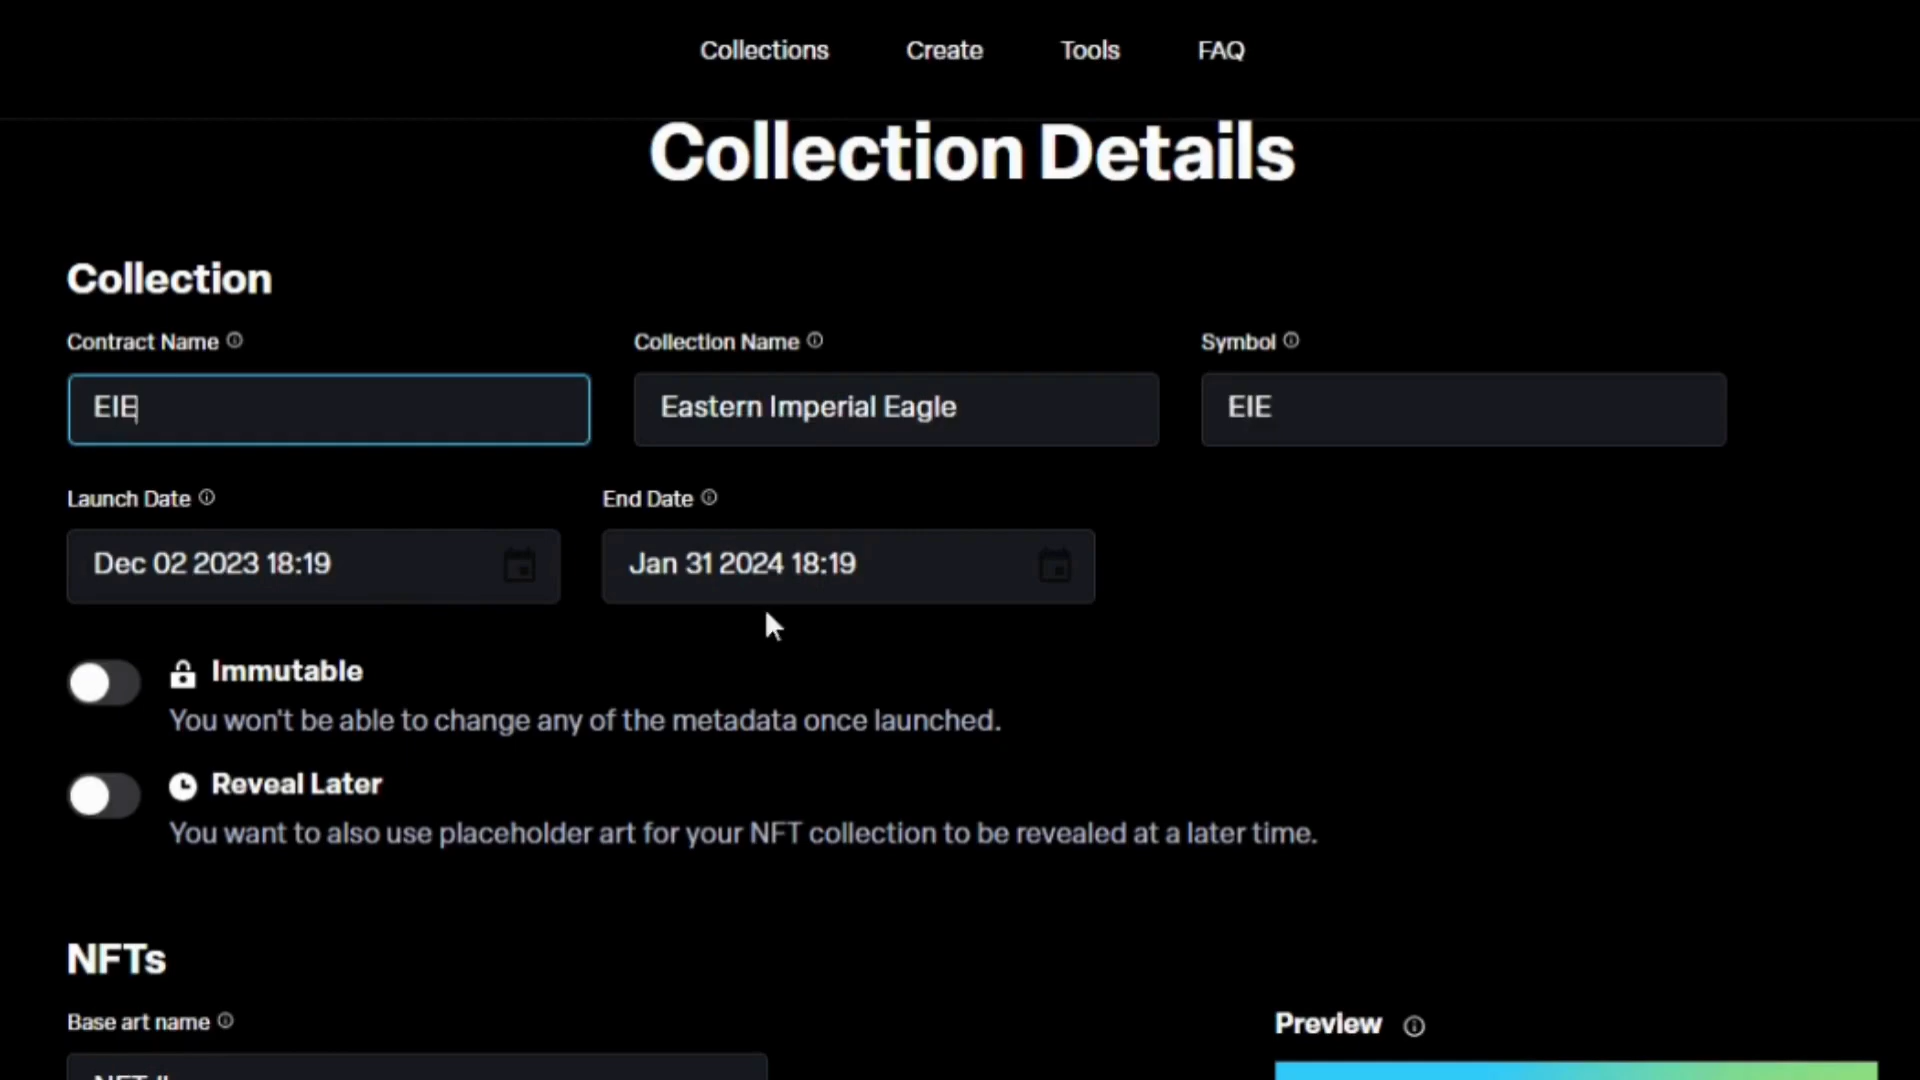 Collections Create Tools FAQ
Collection Details
Collection
Contract Name Collection Name Symbol
EIE Eastern Imperial Eagle EIE
Launch Date End Date
Dec 02 2023 18:19 Jan 31 2024 18:19
Immutable
You won't be able to change any of the metadata once launched.
Reveal Later
You want to also use placeholder art for your NFT collection to be revealed at a later time.
NFTs
Base art name
Preview